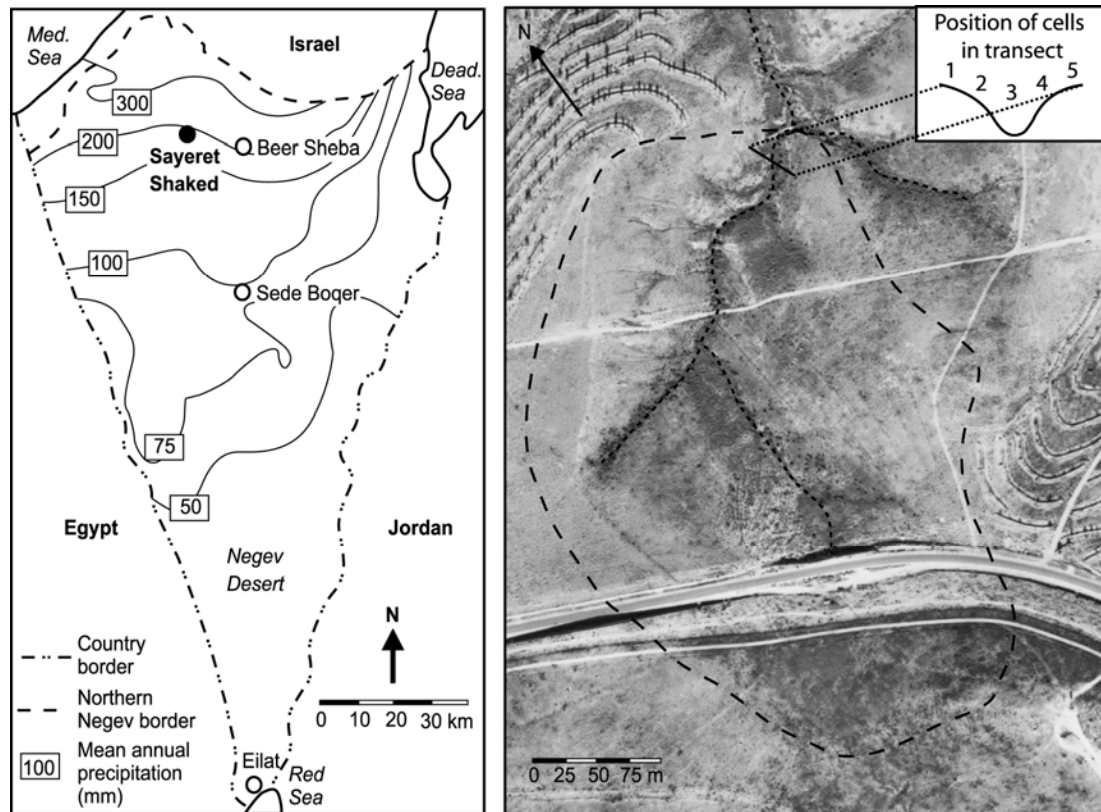 Med.
Sea
Israel
Dead.
Sea
300
200
Beer Sheba
Sayeret
Shaked
150
100
Sede Boqer
75
50
Egypt
Jordan
Negev
Desert
N
Country
border
Northern
Negev border
0 10 20 30 km
100
Mean annual
precipitation
(mm)
Eilat
Red
Sea
N
Position of cells
in transect
1 2 3 4 5
0 25 50 75 m